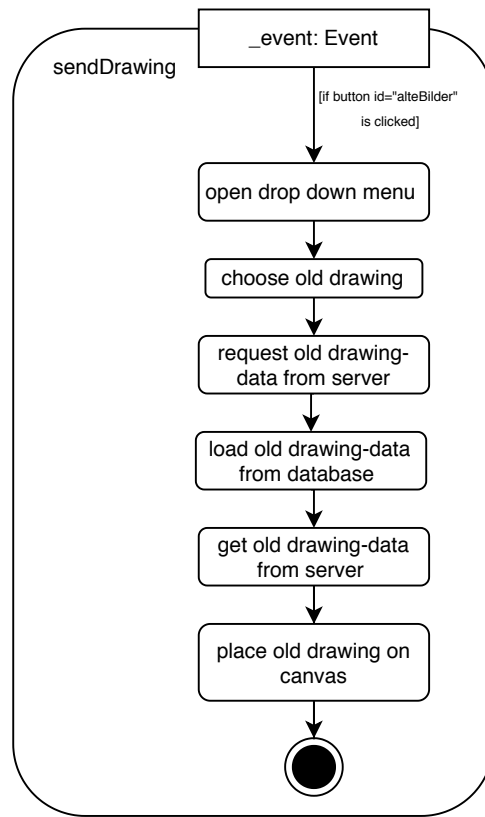 _event: Event
sendDrawing
[if button id="alteBilder"
is clicked]
open drop down menu
choose old drawing
request old drawing-
data from server
load old drawing-data
from database
get old drawing-data
from server
place old drawing on
canvas